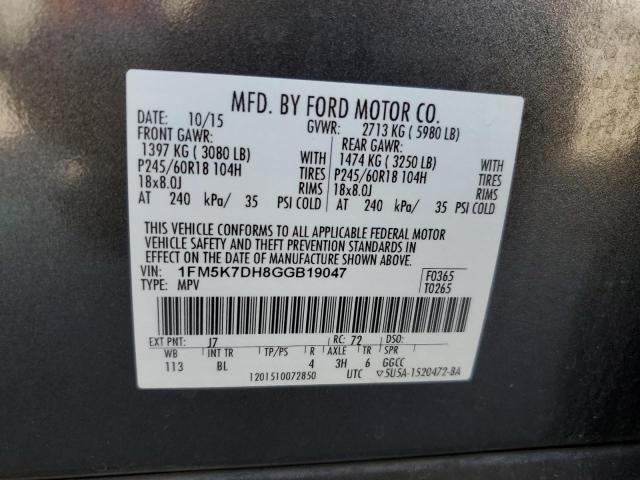 MFD. BY FORD MOTOR CO.
DATE: 10/15 GVWR: 2713 KG ( 5980 LB)
FRONT GAWR: REAR GAWR:
1397 KG ( 3080 LB) WITH 1474 KG ( 3250 LB) WITH
P245/60R18 104H TIRES P245/60R18 104H TIRES
18x8.0J RIMS 18x8.0J RIMS
AT 240 kPa/ 35 PSI COLD AT 240 kPa/ 35 PSI COLD
THIS VEHICLE CONFORMS TO ALL APPLICABLE FEDERAL MOTOR
VEHICLE SAFETY AND THEFT PREVENTION STANDARDS IN
EFFECT ON THE DATE OF MANUFACTURE SHOWN ABOVE.
VIN: 1FM5K7DH8GGB19047 F0365
TYPE: MPV T0265
EXT PNT: J7 RC: 72 DSO:
WB INT TR TP/PS R AXLE TR SPR
113 BL 4 3H 6 GGCC
1201510072850 UTC ▽5U5A-1520472-BA